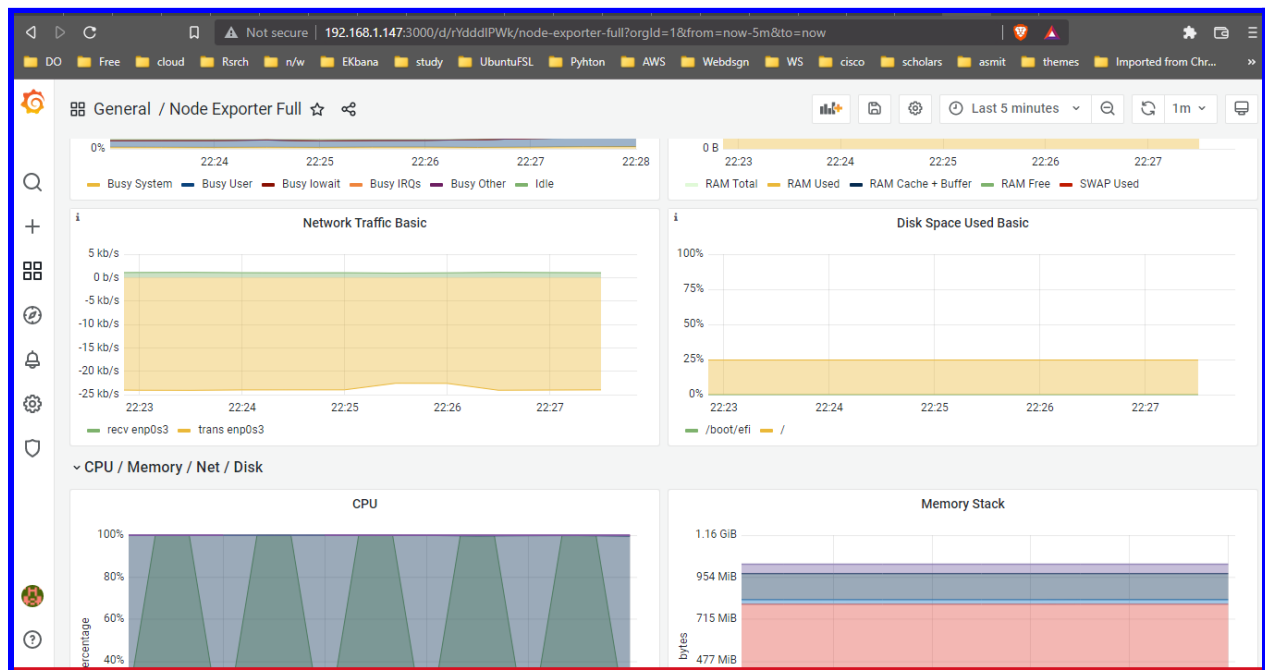 Not secure | 192.168.1.147:3000/d/rYdddlPWk/node-exporter-full?orgId=1&from=now-5m&to=now
DO Free cloud Rsrch n/w EKbana study UbuntuFSL Pyhton AWS Webdsgn WS cisco scholars asmit themes Imported from Chr... »
General / Node Exporter Full
Last 5 minutes
1m
0%
22:24 22:25 22:26 22:27 22:28
Busy System Busy User Busy Iowait Busy IRQs Busy Other Idle
0 B
22:23 22:24 22:25 22:26 22:27
RAM Total RAM Used RAM Cache + Buffer RAM Free SWAP Used
Network Traffic Basic
5 kb/s
0 b/s
-5 kb/s
-10 kb/s
-15 kb/s
-20 kb/s
-25 kb/s
22:23 22:24 22:25 22:26 22:27
recv enp0s3 trans enp0s3
Disk Space Used Basic
100%
75%
50%
25%
0%
22:23 22:24 22:25 22:26 22:27
/boot/efi /
CPU / Memory / Net / Disk
CPU
100%
80%
60%
40%
Memory Stack
1.16 GiB
954 MiB
715 MiB
477 MiB
bytes